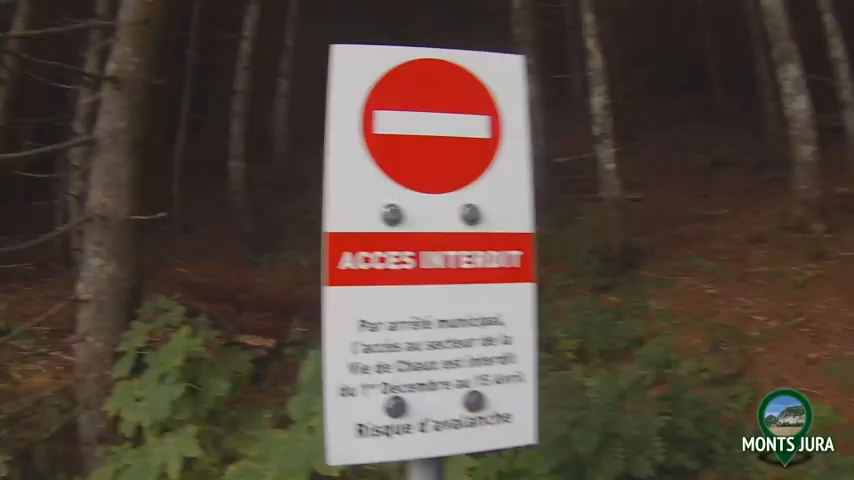 ACCES INTERDIT
Par arrêté municipal,
l'accès au secteur de la
Vie de Chaux est interdit
du 1er Décembre au 15 avril
Risque d'avalanche
MONTS JURA